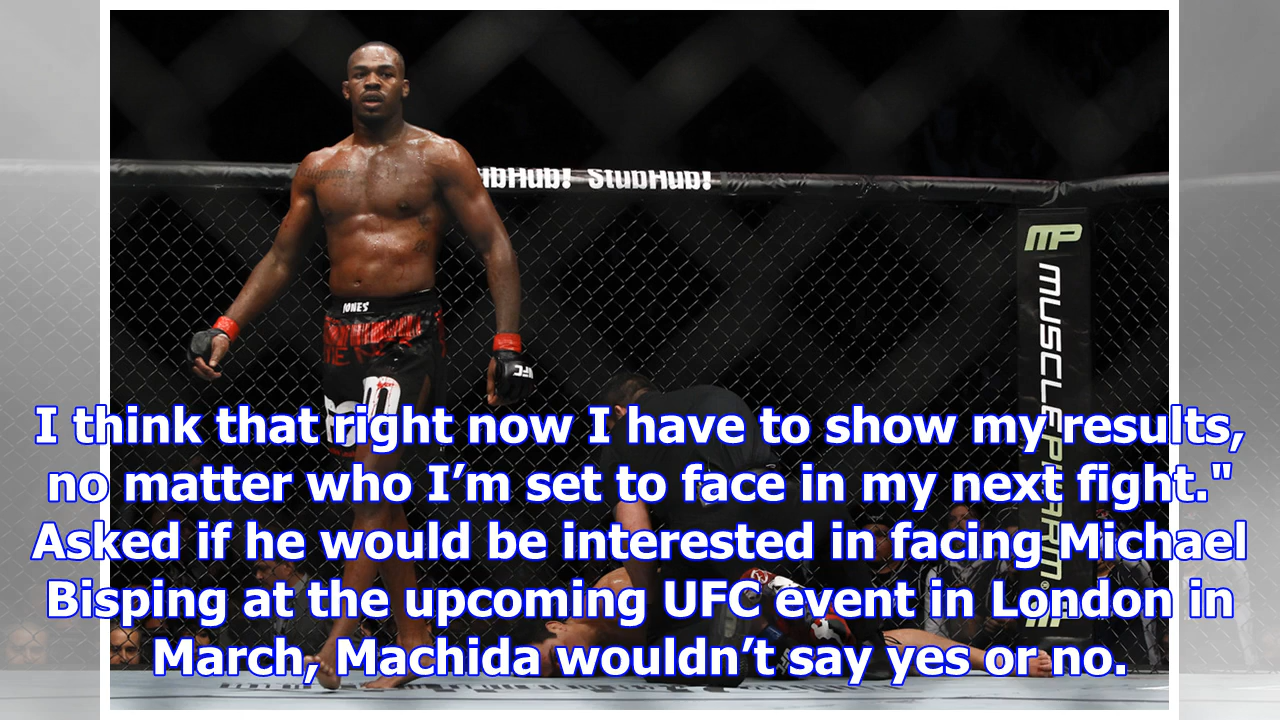 StubHub!
MP
MUSCLEPHARM
JONES
UFC
I think that right now I have to show my results,
no matter who I’m set to face in my next fight."
Asked if he would be interested in facing Michael
Bisping at the upcoming UFC event in London in
March, Machida wouldn’t say yes or no.